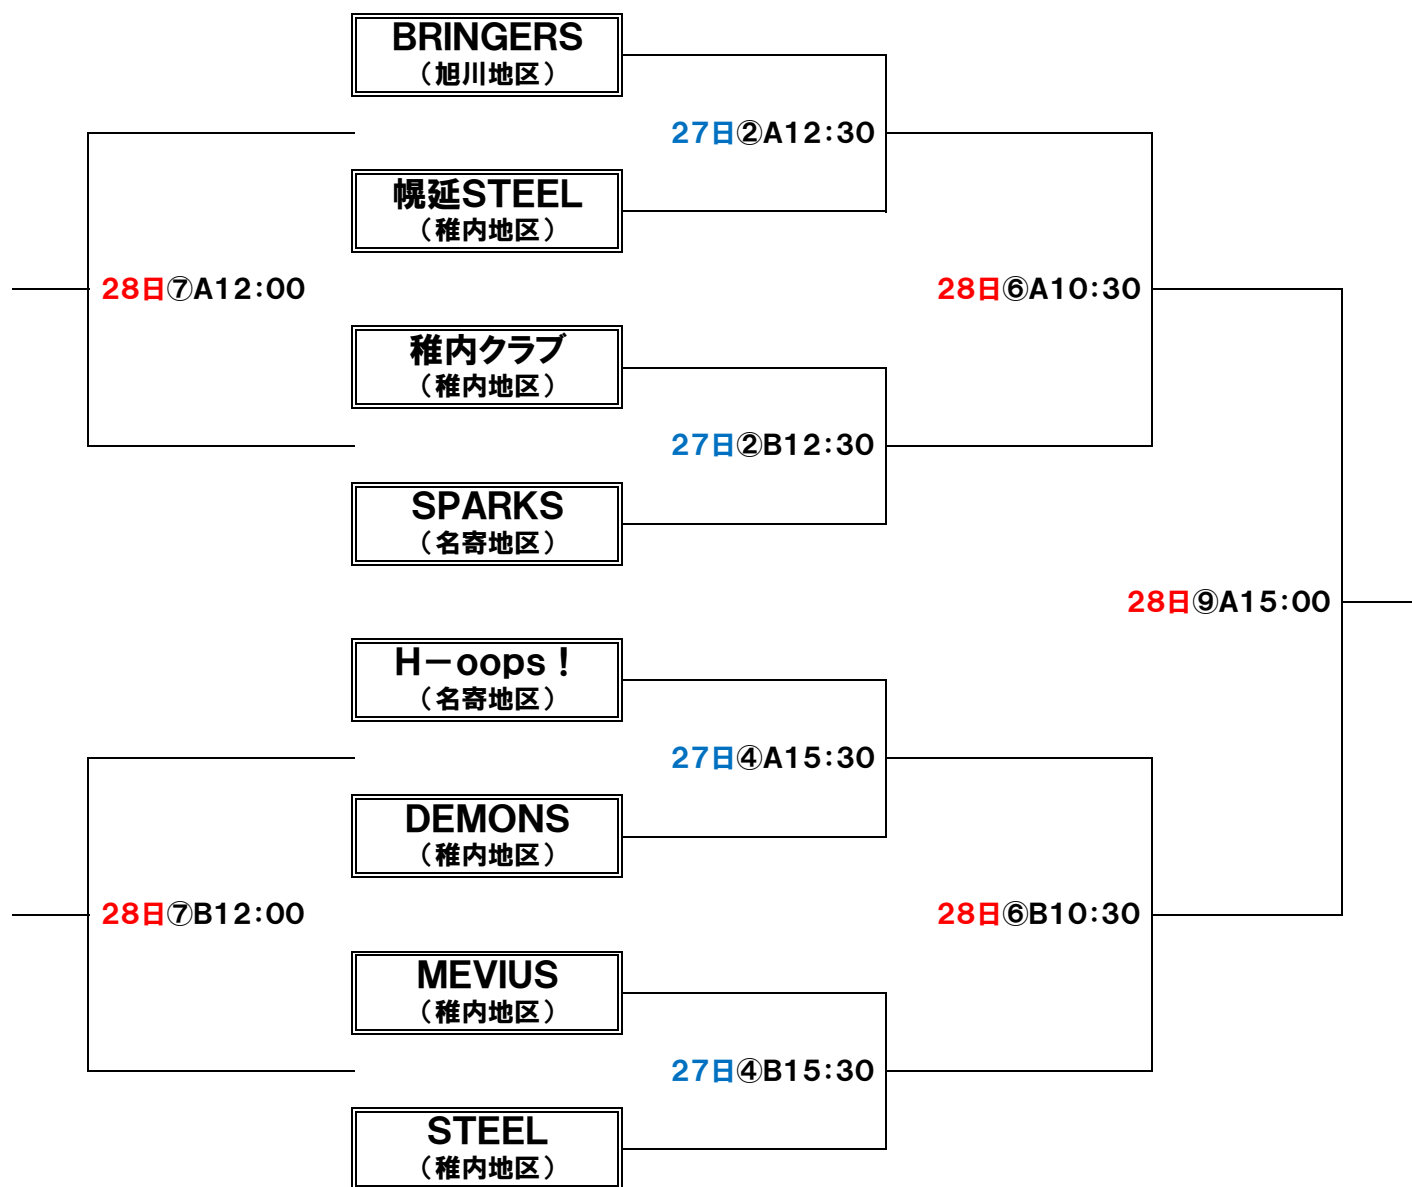 BRINGERS
（旭川地区）
27日②A12：30
幌延STEEL
（稚内地区）
28日⑦A12：00
28日⑥A10：30
稚内クラブ
（稚内地区）
27日②B12：30
SPARKS
（名寄地区）
28日⑨A15：00
H－oops！
（名寄地区）
27日④A15：30
DEMONS
（稚内地区）
28日⑦B12：00
28日⑥B10：30
MEVIUS
（稚内地区）
27日④B15：30
STEEL
（稚内地区）